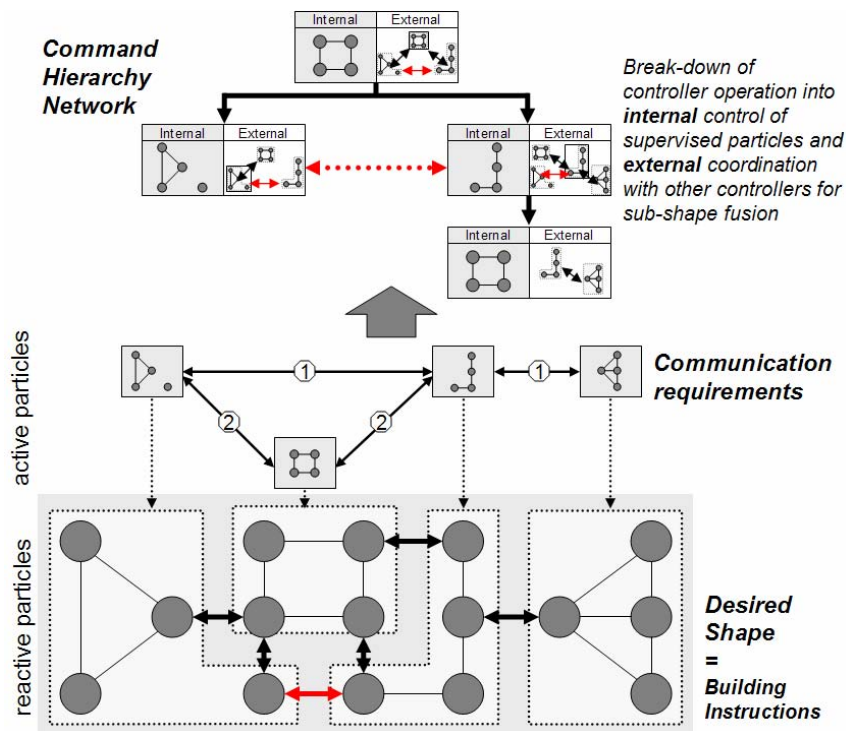 Internal
External
Command
Hierarchy
Network
Break-down of
controller operation into
internal control of
supervised particles and
external coordination
with other controllers for
sub-shape fusion
Internal
External
Internal
External
Internal
External
active particles
1
1
Communication
requirements
2
2
reactive particles
Desired
Shape
=
Building
Instructions